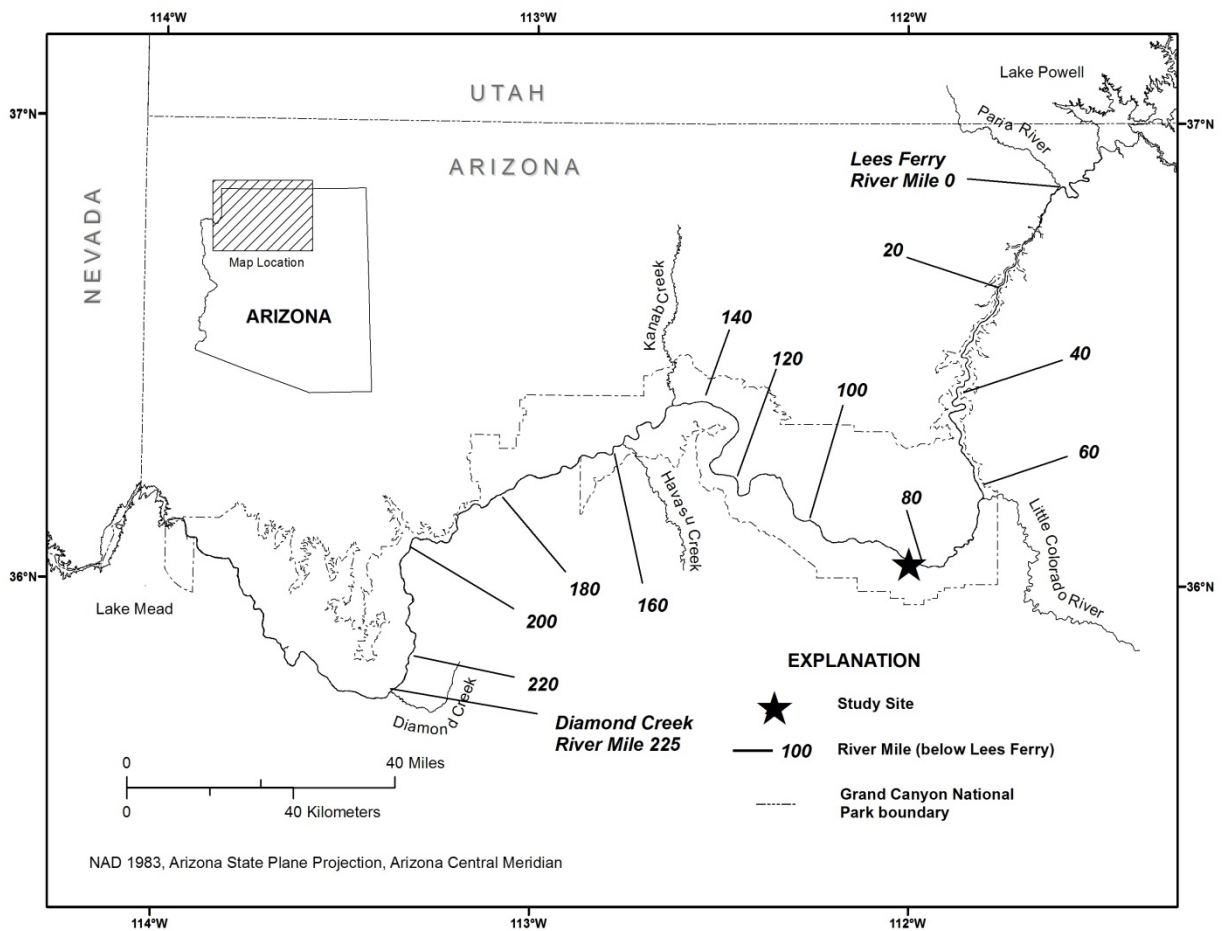 114°W
113°W
112°W
Lake Powell
UTAH
37°N
37°N
Paria River
ARIZONA
Lees Ferry
River Mile 0
NEVADA
20
Map Location
Kanab Creek
ARIZONA
140
40
120
100
60
80
Havasu Creek
Little Colorado River
36°N
36°N
180
160
Lake Mead
200
EXPLANATION
220
Study Site
Diamond Creek
Diamond Creek
River Mile 225
100
River Mile (below Lees Ferry)
0
40 Miles
0
40 Kilometers
Grand Canyon National
Park boundary
NAD 1983, Arizona State Plane Projection, Arizona Central Meridian
114°W
113°W
112°W